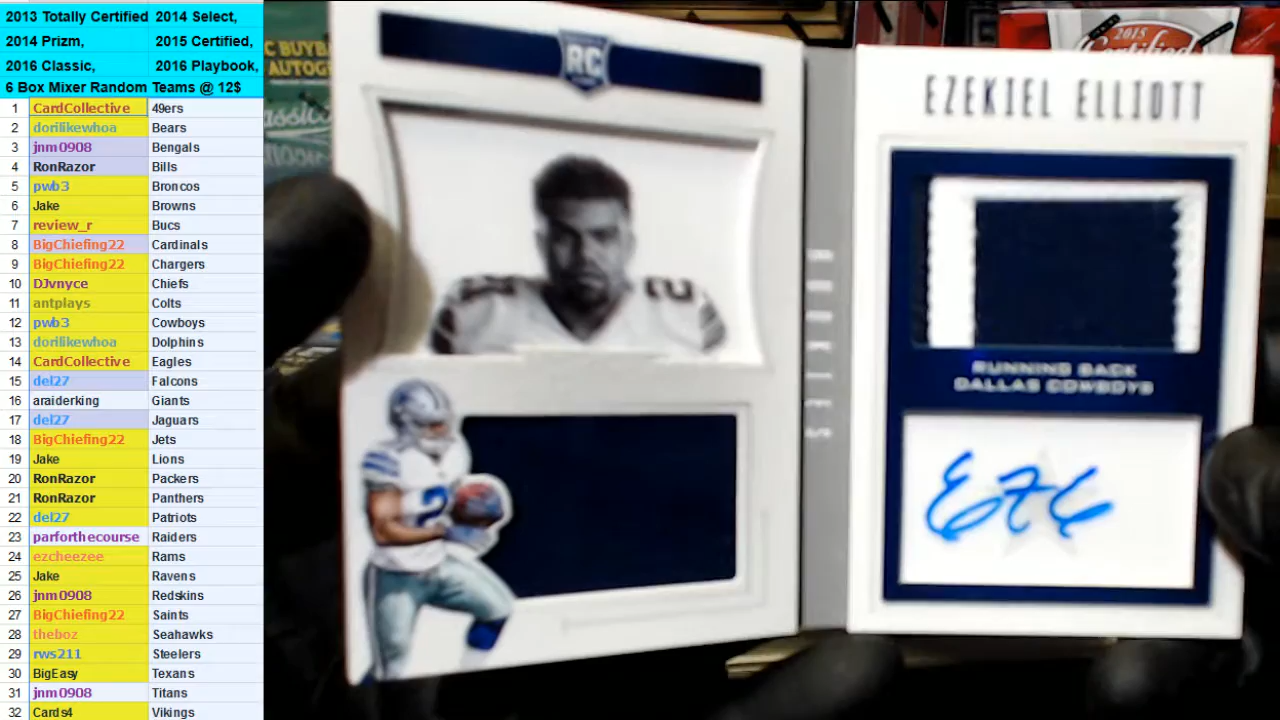 2013 Totally Certified 2014 Select,
2014 Prizm, 2015 Certified,
2016 Classic, 2016 Playbook,
6 Box Mixer Random Teams @ 12$
1 CardCollective 49ers
2 dorilikewhoa Bears
3 jnm0908 Bengals
4 RonRazor Bills
5 pwb3 Broncos
6 Jake Browns
7 review_r Bucs
8 BigChiefing22 Cardinals
9 BigChiefing22 Chargers
10 DJvnyce Chiefs
11 antplays Colts
12 pwb3 Cowboys
13 dorilikewhoa Dolphins
14 CardCollective Eagles
15 del27 Falcons
16 araiderking Giants
17 del27 Jaguars
18 BigChiefing22 Jets
19 Jake Lions
20 RonRazor Packers
21 RonRazor Panthers
22 del27 Patriots
23 parforthecourse Raiders
24 ezcheezee Rams
25 Jake Ravens
26 jnm0908 Redskins
27 BigChiefing22 Saints
28 theboz Seahawks
29 rws211 Steelers
30 BigEasy Texans
31 jnm0908 Titans
32 Cards4 Vikings
RC
2
2
EZEKIEL ELLIOTT
RUNNING BACK
DALLAS COWBOYS
2015
Certified